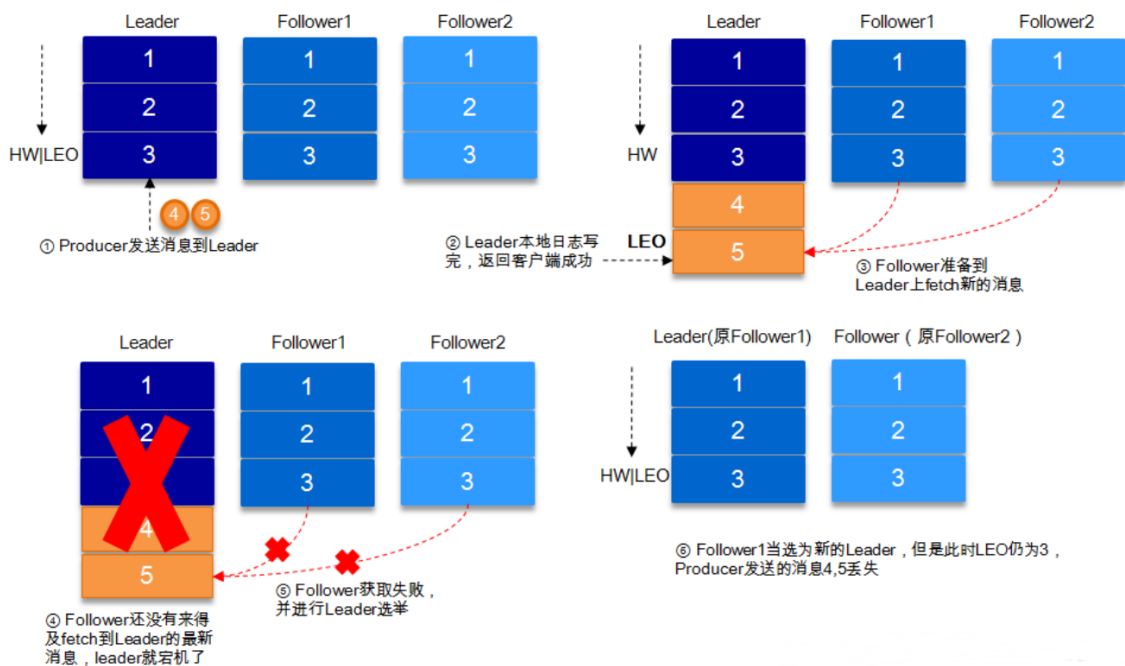 Leader Follower1 Follower2
1 1 1
2 2 2
HW|LEO 3 3 3
4 5
① Producer发送消息到Leader
Leader Follower1 Follower2
1 1 1
2 2 2
HW 3 3 3
4
LEO 5
② Leader本地日志写
完，返回客户端成功
③ Follower准备到
Leader上fetch新的消息
Leader Follower1 Follower2
1 1 1
2 2 2
3 3
4
5
④ Follower还没有来得
及fetch到Leader的最新
消息，leader就宕机了
⑤ Follower获取失败，
并进行Leader选举
Leader(原Follower1) Follower（原Follower2）
1 1
2 2
HW|LEO 3 3
⑥ Follower1当选为新的Leader，但是此时LEO仍为3，
Producer发送的消息4,5丢失